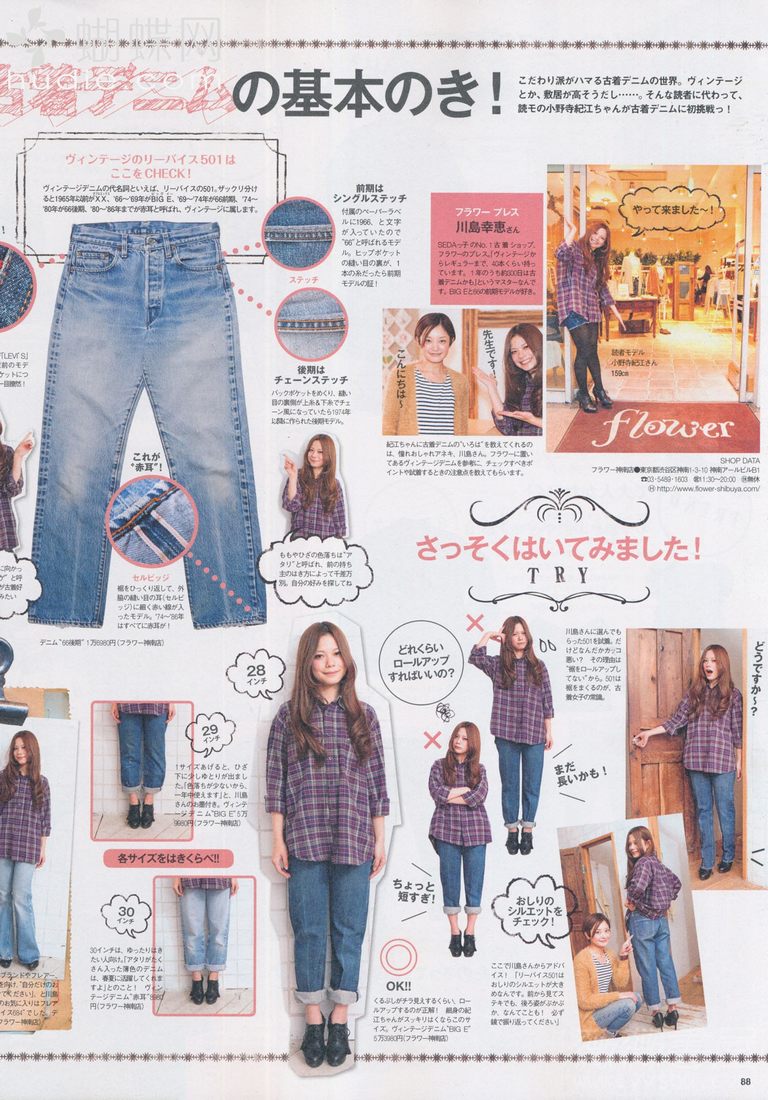 蝴蝶网
hudie.com
古着デニムの基本のき！
こだわり派がハマる古着デニムの世界。ヴィンテージ
とか、敷居が高そうだし……。そんな読者に代わって、
読モの小野寺紀江ちゃんが古着デニムに初挑戦っ！
ヴィンテージのリーバイス501は
ここをCHECK！
ヴィンテージデニムの代名詞といえば、リーバイスの501。ザックリ分け
ると1965年以前がXX、'66〜'69年がBIG E、'69〜'74年が66前期、'74〜
'80年が66後期、'80〜'86年までが赤耳と呼ばれ、ヴィンテージに属します。
前期は
シングルステッチ
付属のペーパーラベ
ルに1966、と文字
が入っていたので
"66"と呼ばれるモデ
ル。ヒップポケット
の縫い目の裏が、1
本の糸だったら前期
モデルの証！
ステッチ
後期は
チェーンステッチ
バックポケットをめくり、縫い
目の裏側が上糸＆下糸でチェ
ーン風になっていたら1974年
以降に作られた後期モデル。
これが
"赤耳"！
セルビッジ
裾をひっくり返して、外
脇の縫い目の耳（セルビ
ッジ）に細く赤い線が入
ったモデル。'74〜'86年
はすべてに赤耳が！
デニム"66後期"1万6980円（フラワー神南店）
ももやひざの色落ちは"ア
タリ"と呼ばれ、前の持ち
主のはき方によって千差万
別。自分の好みを探してね
フラワー プレス
川島幸恵さん
SEDAっ子のNo.1古着ショップ、
フラワーのプレス。「ヴィンテージ
からレギュラーまで、40本くらい持っ
ています。1年のうち約300日は古
着デニムかも」というマスターなんで
す。BIG Eと66の前期モデルが好き。
やって来ました〜！
読者モデル
小野寺紀江さん
159cm
flower
こんにちは〜
先生です！
紀江ちゃんに古着デニムの"いろは"を教えてくれるの
は、憧れおしゃれアネキ、川島さん。フラワーに置い
てあるヴィンテージデニムを参考に、チェックすべきポ
イントや試着するときの注意点を教えてもらいます。
SHOP DATA
フラワー神南店●東京都渋谷区神南1-3-10 神南アールビルB1
☎03・5489・1603 ㊠11:30〜20:00 ㊡無休
Ⓗhttp://www.flower-shibuya.com/
さっそくはいてみました！
TRY
28
インチ
29
インチ
1サイズあげると、ひざ
下に少しゆとりが出まし
た。「色落ちが少ないから、
一年中使えます」と、川島
さんのお墨付き。ヴィンテ
ージデニム"BIG E"5万
9980円（フラワー神南店）
各サイズをはきくらべ!!
30
インチ
30インチは、ゆったりはき
たい人向け。「アタリがたく
さん入った薄色のデニム
は、春夏に活躍してくれま
すよ」とのこと！ ヴィン
テージデニム"赤耳"8980
円（フラワー神南店）
どれくらい
ロールアップ
すればいいの？
川島さんに選んでも
らった501を試着。だ
けどなんだかカッコ
悪い？ その理由は
"裾をロールアップし
てない"から。501は
裾をまくるのが、古
着女子の常識。
どうですか〜？
まだ
長いかも！
ちょっと
短すぎ！
OK!!
くるぶしがチラ見えするくらい、ロー
ルアップするのが正解！ 細身の紀
江ちゃんがスッキリはくならこのサイ
ズ。ヴィンテージデニム"BIG E"
5万3980円（フラワー神南店）
おしりの
シルエットを
チェック！
ここで川島さんからアドバ
イス！「リーバイス501は
おしりのシルエットが大き
めなんです。前から見てス
テキでも、後ろ姿がぶかぶ
か、なんてことも！ 必ず
鏡で振り返ってください」
88